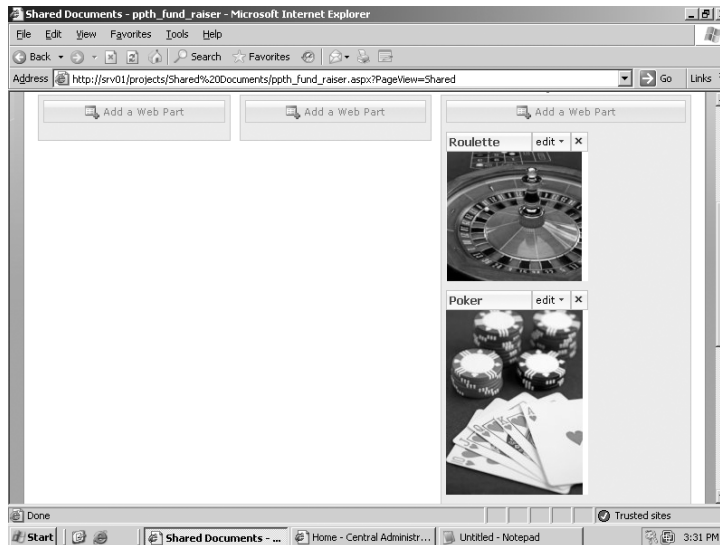 Shared Documents - ppth_fund_raiser - Microsoft Internet Explorer
File Edit View Favorites Tools Help
Back Search Favorites
Address http://srv01/projects/Shared%20Documents/ppth_fund_raiser.aspx?PageView=Shared Go Links
Add a Web Part Add a Web Part Add a Web Part
Roulette edit
Poker edit
Done Trusted sites
Start Shared Documents - ... Home - Central Administr... Untitled - Notepad 3:31 PM